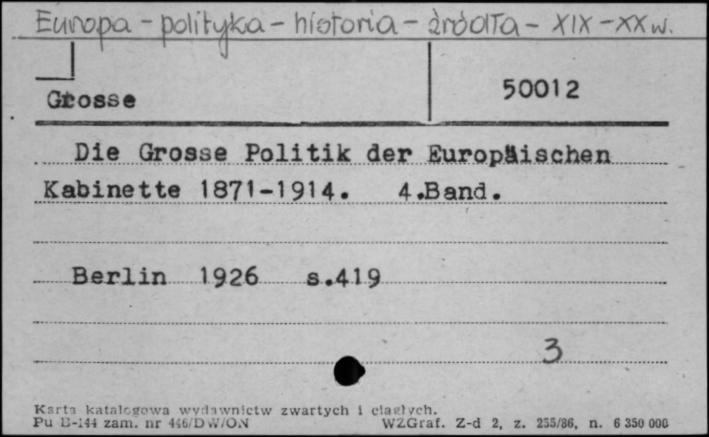 Europa - polityka - historia - źródła - XIX - XX w.
Grosse
50012
Die Grosse Politik der Europäischen
Kabinette 1871-1914. 4.Band.
Berlin 1926 s.419
3
Karta katalogowa wydawnictw zwartych i ciągłych.
Pu B-144 zam. nr 446/DW/ON WZGraf. Z-d 2, z. 255/86, n. 6 350 000